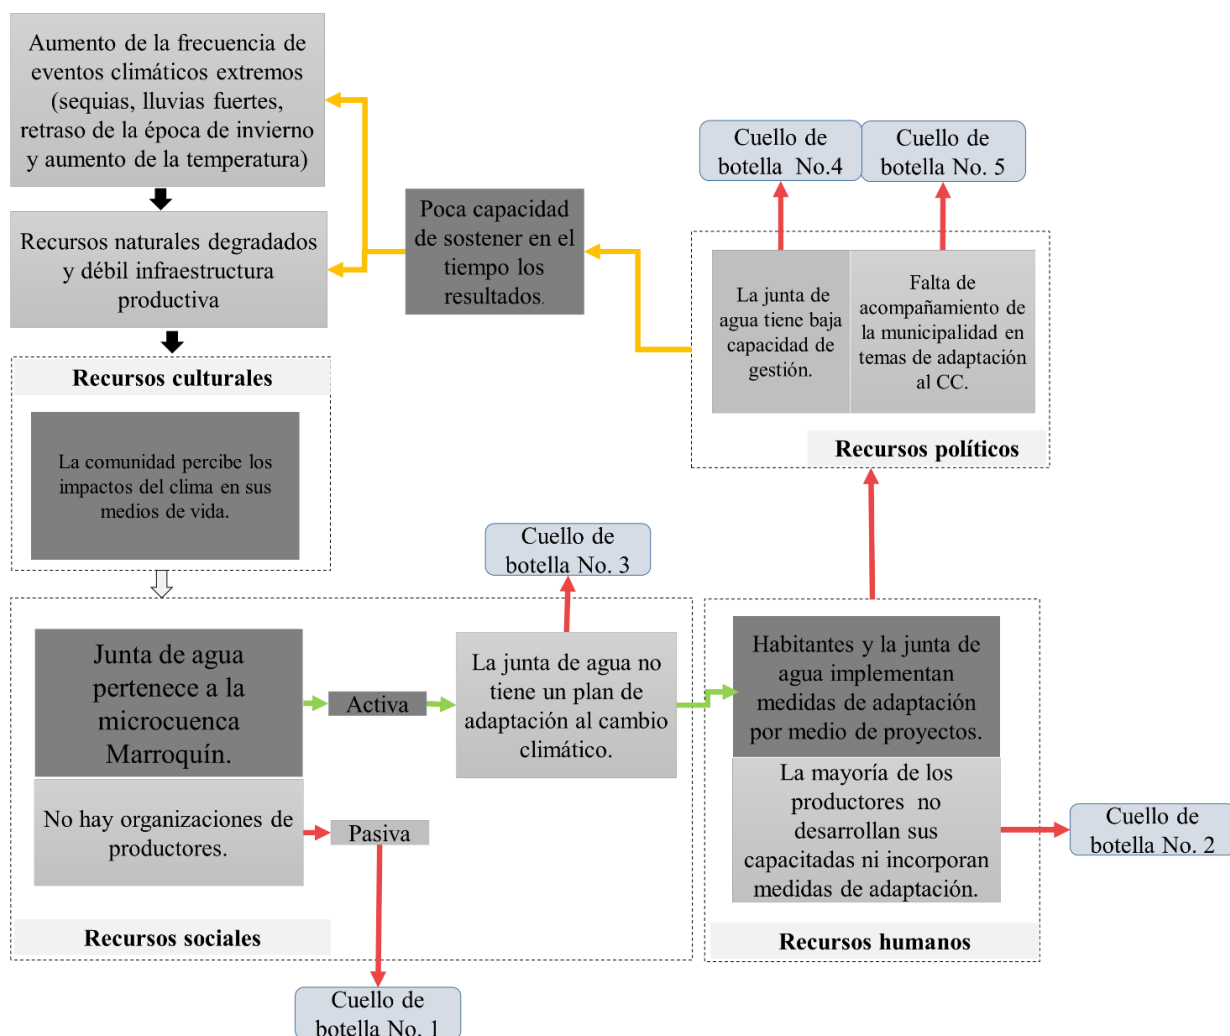 Aumento de la frecuencia de
eventos climáticos extremos
(sequias, lluvias fuertes,
retraso de la época de invierno
y aumento de la temperatura)
Recursos naturales degradados
y débil infraestructura
productiva
Recursos culturales
La comunidad percibe los
impactos del clima en sus
medios de vida.
Poca capacidad
de sostener en el
tiempo los
resultados.
Cuello de
botella No.4
Cuello de
botella No. 5
La junta de
agua tiene baja
capacidad de
gestión.
Falta de
acompañamiento de
la municipalidad en
temas de adaptación
al CC.
Recursos políticos
Cuello de
botella No. 3
Junta de agua
pertenece a la
microcuenca
Marroquín.
Activa
La junta de agua no
tiene un plan de
adaptación al cambio
climático.
No hay organizaciones de
productores.
Pasiva
Recursos sociales
Cuello de
botella No. 1
Habitantes y la junta de
agua implementan
medidas de adaptación
por medio de proyectos.
La mayoría de los
productores no
desarrollan sus
capacitadas ni incorporan
medidas de adaptación.
Recursos humanos
Cuello de
botella No. 2